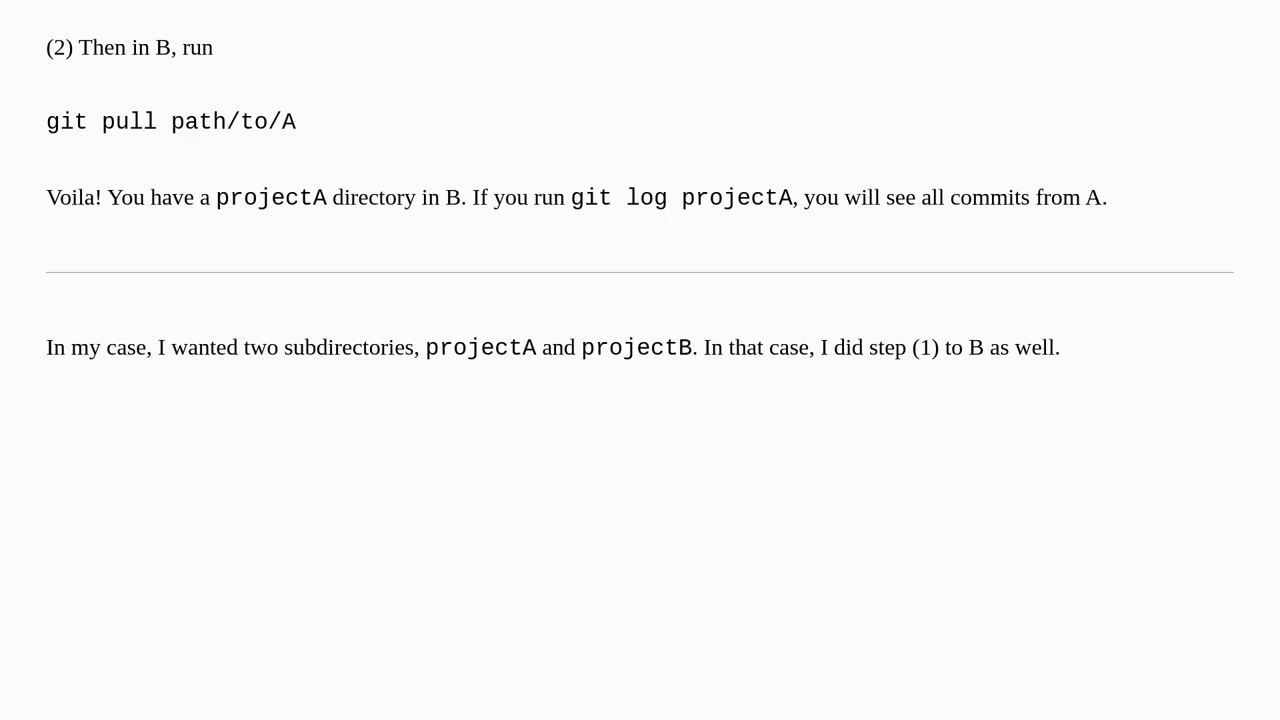 (2) Then in B, run
git pull path/to/A
Voila! You have a projectA directory in B. If you run git log projectA, you will see all commits from A.
In my case, I wanted two subdirectories, projectA and projectB. In that case, I did step (1) to B as well.